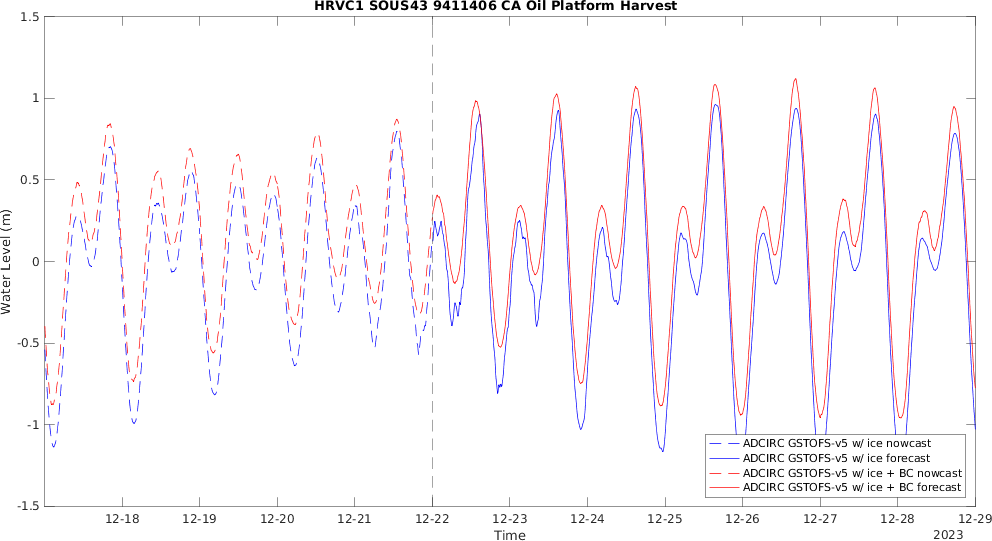 HRVC1 SOUS43 9411406 CA Oil Platform Harvest
1.5
1
0.5
0
-0.5
-1
-1.5
Water Level (m)
ADCIRC GSTOFS-v5 w/ ice nowcast
ADCIRC GSTOFS-v5 w/ ice forecast
ADCIRC GSTOFS-v5 w/ ice + BC nowcast
ADCIRC GSTOFS-v5 w/ ice + BC forecast
12-18 12-19 12-20 12-21 12-22 12-23 12-24 12-25 12-26 12-27 12-28 12-29
Time
2023